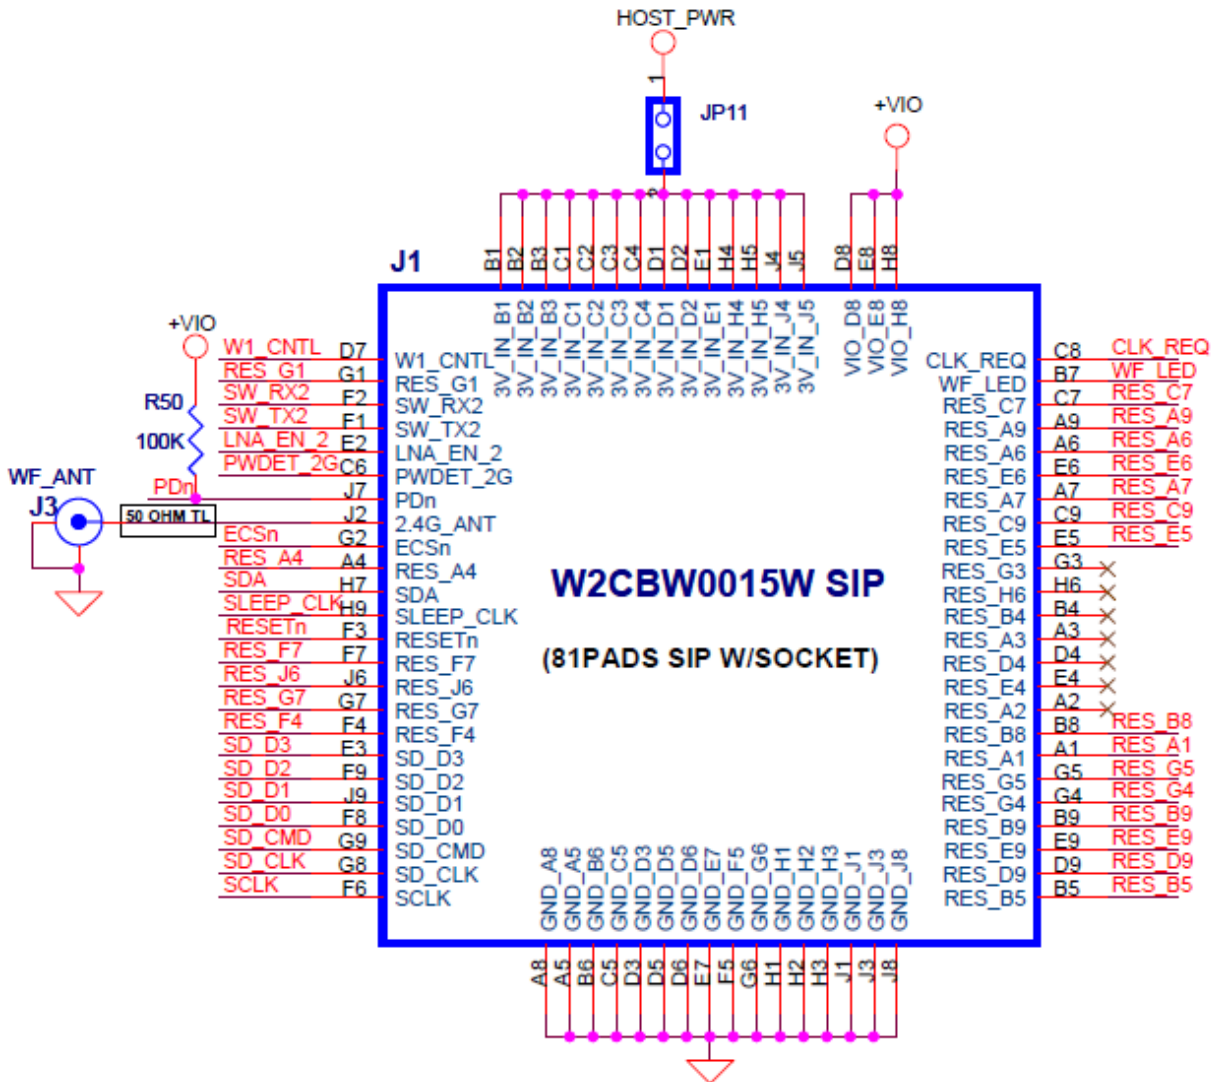 HOST_PWR
1
JP11
+VIO
2
B1 B2 B3 C1 C2 C3 C4 D1 D2 E1 H4 H5 J4 J5 D8 E8 H8
J1
3V_IN_B1 3V_IN_B2 3V_IN_B3 3V_IN_C1 3V_IN_C2 3V_IN_C3 3V_IN_C4 3V_IN_D1 3V_IN_D2 3V_IN_E1 3V_IN_H4 3V_IN_H5 3V_IN_J4 3V_IN_J5 VIO_D8 VIO_E8 VIO_H8
+VIO
R50
100K
WF_ANT
J3
50 OHM TL
W1_CNTL D7 W1_CNTL
RES_G1 G1 RES_G1
SW_RX2 F2 SW_RX2
SW_TX2 F1 SW_TX2
LNA_EN_2 E2 LNA_EN_2
PWDET_2G C6 PWDET_2G
PDn J7 PDn
J2 2.4G_ANT
ECSn G2 ECSn
RES_A4 A4 RES_A4
SDA H7 SDA
SLEEP_CLK H9 SLEEP_CLK
RESETn F3 RESETn
RES_F7 F7 RES_F7
RES_J6 J6 RES_J6
RES_G7 G7 RES_G7
RES_F4 F4 RES_F4
SD_D3 E3 SD_D3
SD_D2 F9 SD_D2
SD_D1 J9 SD_D1
SD_D0 F8 SD_D0
SD_CMD G9 SD_CMD
SD_CLK G8 SD_CLK
SCLK F6 SCLK
W2CBW0015W SIP
(81PADS SIP W/SOCKET)
CLK_REQ C8 CLK_REQ
WF_LED B7 WF_LED
RES_C7 C7 RES_C7
RES_A9 A9 RES_A9
RES_A6 A6 RES_A6
RES_E6 E6 RES_E6
RES_A7 A7 RES_A7
RES_C9 C9 RES_C9
RES_E5 E5 RES_E5
RES_G3 G3
RES_H6 H6
RES_B4 B4
RES_A3 A3
RES_D4 D4
RES_E4 E4
RES_A2 A2
RES_B8 B8 RES_B8
RES_A1 A1 RES_A1
RES_G5 G5 RES_G5
RES_G4 G4 RES_G4
RES_B9 B9 RES_B9
RES_E9 E9 RES_E9
RES_D9 D9 RES_D9
RES_B5 B5 RES_B5
GND_A8 GND_A5 GND_B6 GND_C5 GND_D3 GND_D5 GND_D6 GND_E7 GND_F5 GND_G6 GND_H1 GND_H2 GND_H3 GND_J1 GND_J3 GND_J8
A8 A5 B6 C5 D3 D5 D6 E7 F5 G6 H1 H2 H3 J1 J3 J8